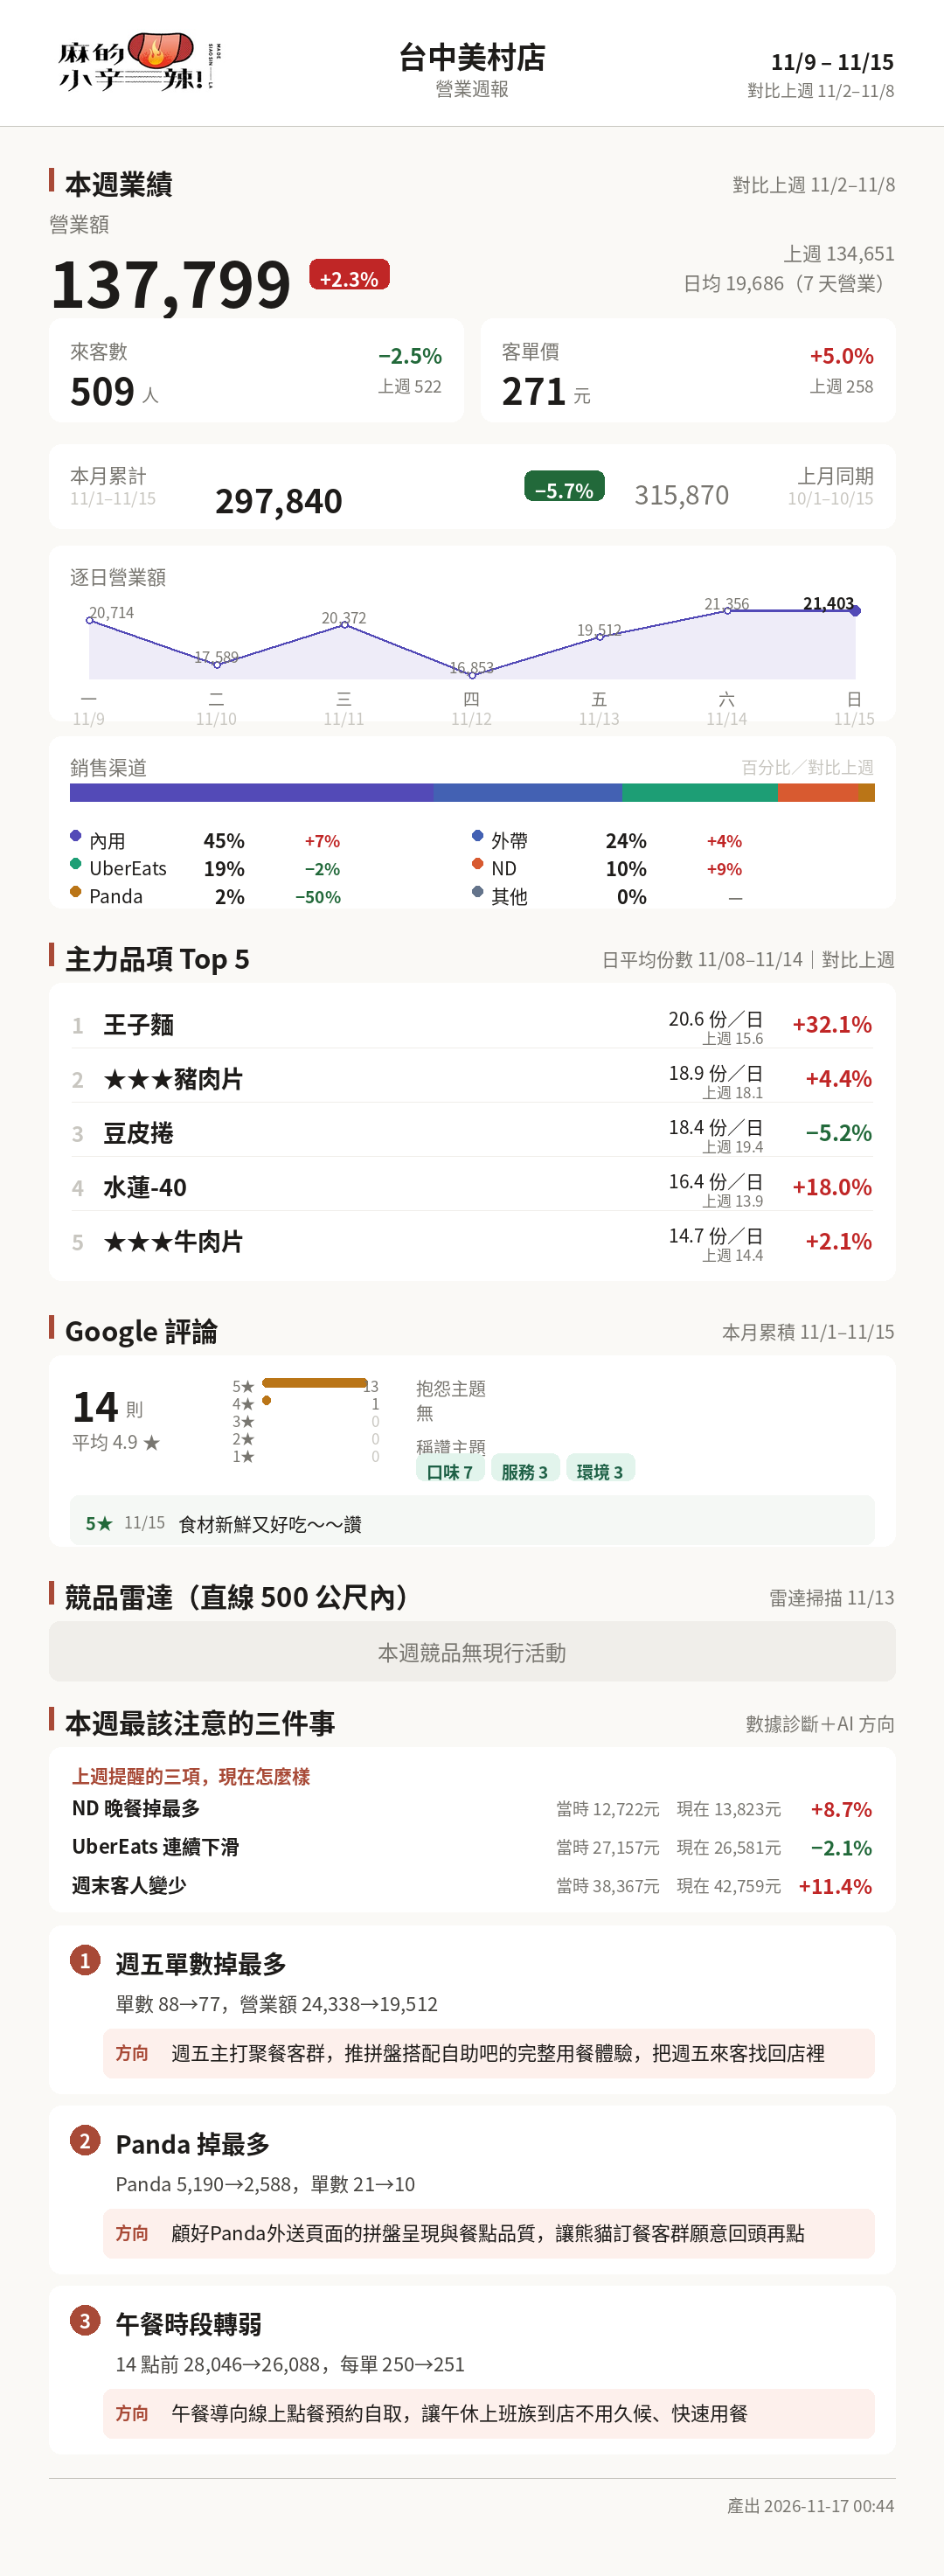 麻的
小辛辣!
台中美村店
營業週報
11/9 – 11/15
對比上週 11/2–11/8
本週業績
對比上週 11/2–11/8
營業額
137,799 +2.3%
上週 134,651
日均 19,686（7 天營業）
來客數
509 人
−2.5%
上週 522
客單價
271 元
+5.0%
上週 258
本月累計
11/1–11/15
297,840
−5.7%
315,870
上月同期
10/1–10/15
逐日營業額
20,714 17,589 20,372 16,853 19,512 21,356 21,403
一 二 三 四 五 六 日
11/9 11/10 11/11 11/12 11/13 11/14 11/15
銷售渠道 百分比／對比上週
內用 45% +7% 外帶 24% +4%
UberEats 19% −2% ND 10% +9%
Panda 2% −50% 其他 0% —
主力品項 Top 5 日平均份數 11/08–11/14｜對比上週
1 王子麵 20.6 份／日 +32.1%
上週 15.6
2 ★★★豬肉片 18.9 份／日 +4.4%
上週 18.1
3 豆皮捲 18.4 份／日 −5.2%
上週 19.4
4 水蓮-40 16.4 份／日 +18.0%
上週 13.9
5 ★★★牛肉片 14.7 份／日 +2.1%
上週 14.4
Google 評論 本月累積 11/1–11/15
14 則
平均 4.9 ★
5★ 13
4★ 1
3★ 0
2★ 0
1★ 0
抱怨主題
無
稱讚主題
口味 7 服務 3 環境 3
5★ 11/15 食材新鮮又好吃～～讚
競品雷達（直線 500 公尺內） 雷達掃描 11/13
本週競品無現行活動
本週最該注意的三件事 數據診斷＋AI 方向
上週提醒的三項，現在怎麼樣
ND 晚餐掉最多 當時 12,722元 現在 13,823元 +8.7%
UberEats 連續下滑 當時 27,157元 現在 26,581元 −2.1%
週末客人變少 當時 38,367元 現在 42,759元 +11.4%
1 週五單數掉最多
單數 88→77，營業額 24,338→19,512
方向 週五主打聚餐客群，推拼盤搭配自助吧的完整用餐體驗，把週五來客找回店裡
2 Panda 掉最多
Panda 5,190→2,588，單數 21→10
方向 顧好Panda外送頁面的拼盤呈現與餐點品質，讓熊貓訂餐客群願意回頭再點
3 午餐時段轉弱
14 點前 28,046→26,088，每單 250→251
方向 午餐導向線上點餐預約自取，讓午休上班族到店不用久候、快速用餐
產出 2026-11-17 00:44